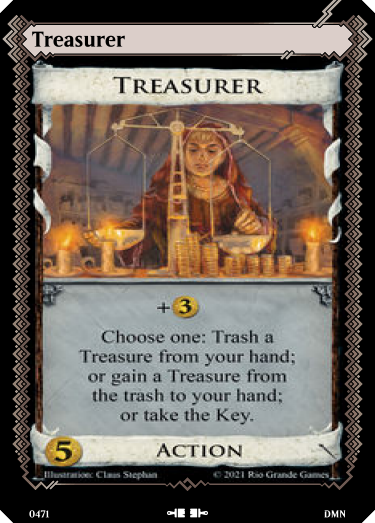 Treasurer
TREASURER
+3
Choose one: Trash a
Treasure from your hand;
or gain a Treasure from
the trash to your hand;
or take the Key.
5 ACTION
Illustration: Claus Stephan © 2021 Rio Grande Games
0471 DMN